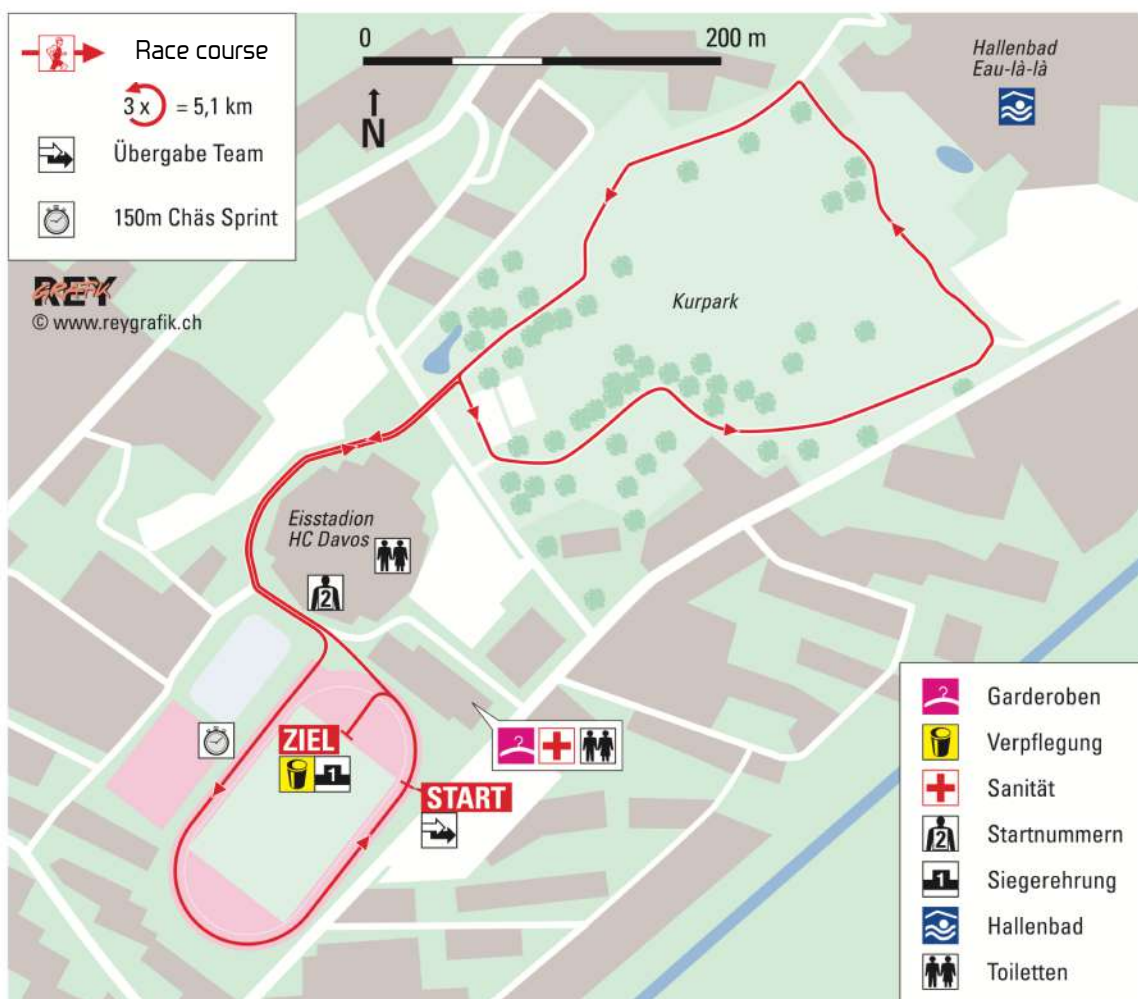 Race course
3 x = 5,1 km
Übergabe Team
150m Chäs Sprint
REY
GRAFIK
© www.reygrafik.ch
0 200 m
N
Hallenbad
Eau-là-là
Kurpark
Eisstadion
HC Davos
2
ZIEL
1
START
Garderoben
Verpflegung
Sanität
2 Startnummern
1 Siegerehrung
Hallenbad
Toiletten